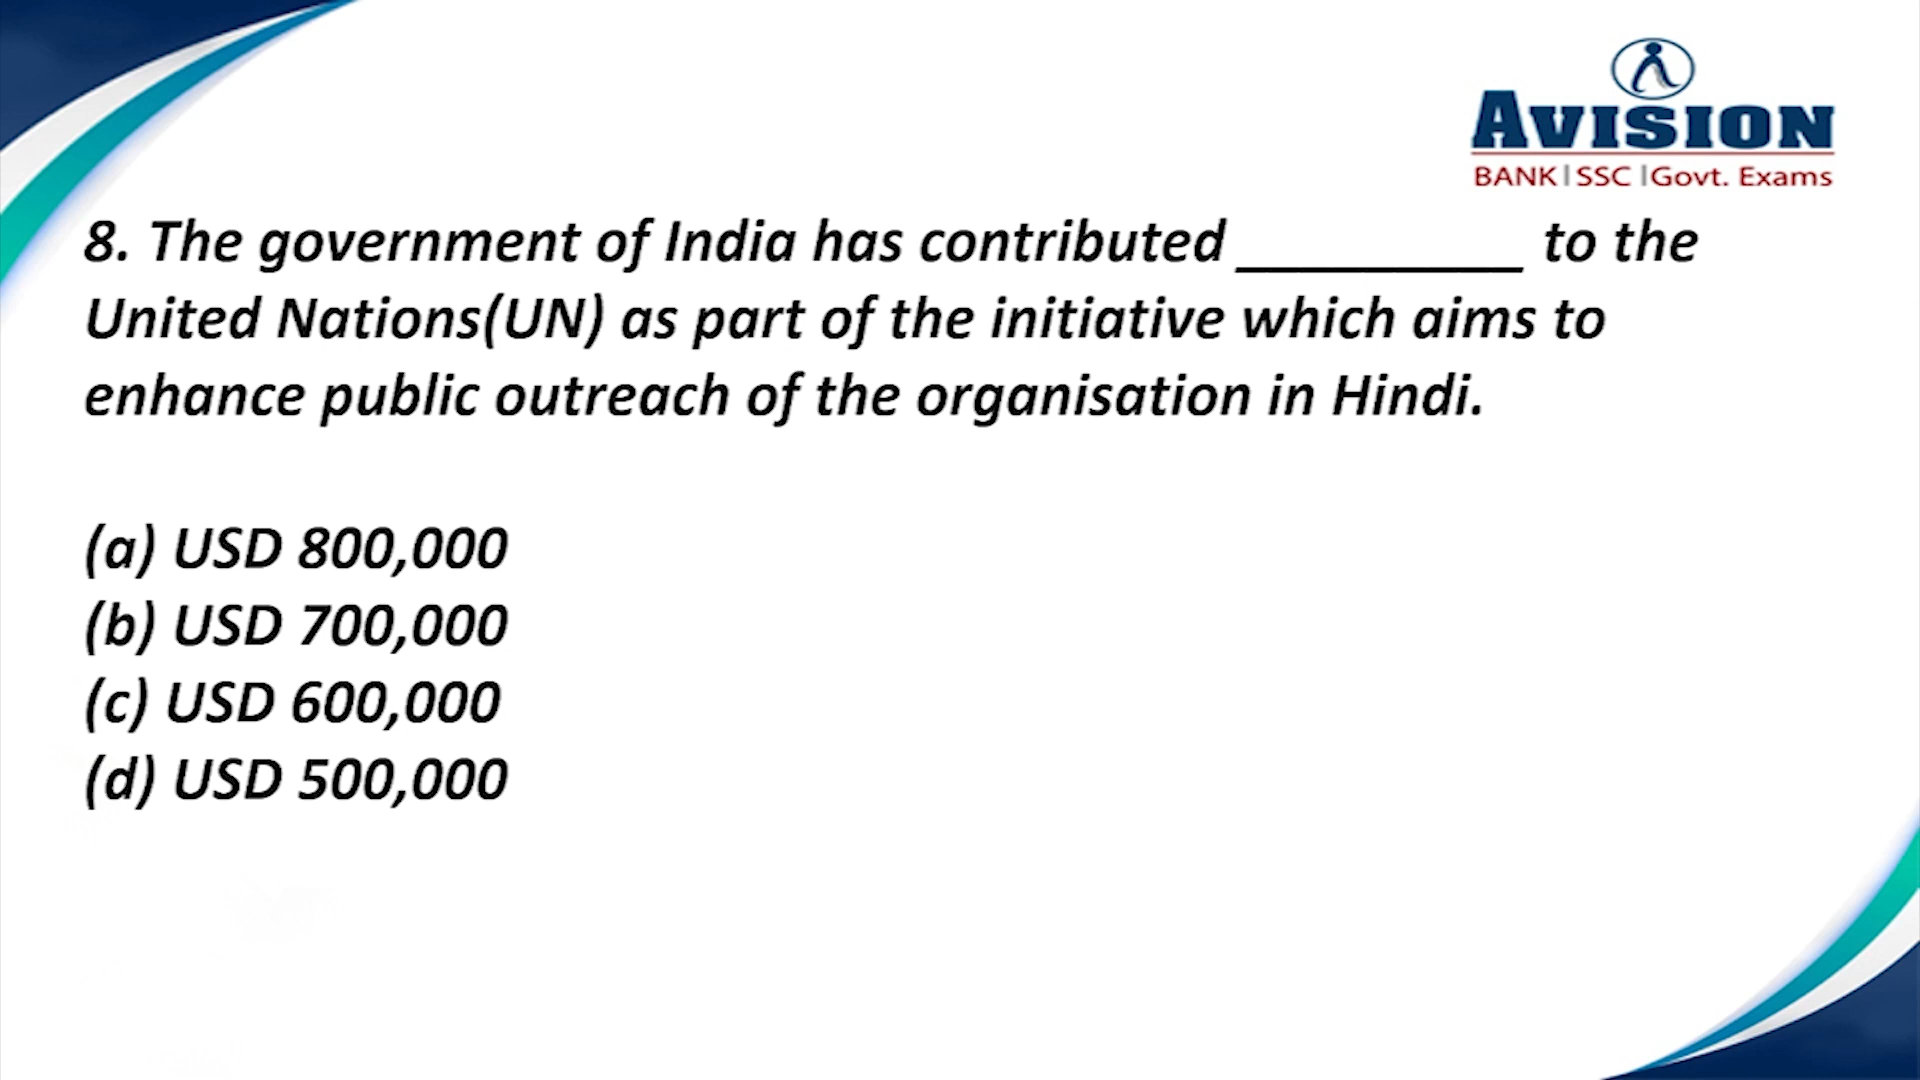 AVISION
BANK|SSC|Govt. Exams
8. The government of India has contributed __________ to the
United Nations(UN) as part of the initiative which aims to
enhance public outreach of the organisation in Hindi.
(a) USD 800,000
(b) USD 700,000
(c) USD 600,000
(d) USD 500,000